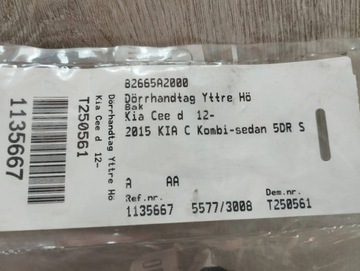 82665A2000
Dörrhandtag Yttre Hö
Bak
Kia Cee d 12-
2015 KIA C Kombi-sedan 5DR S
A AA
Ref.nr. Dem.nr.
1135667 5577/3008 T250561
Dörrhandtag Yttre Hö
Kia Cee d 12-
T250561
1135667